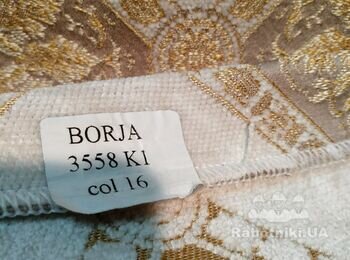 BORJA
3558 K1
col 16
Rabotniki.UA